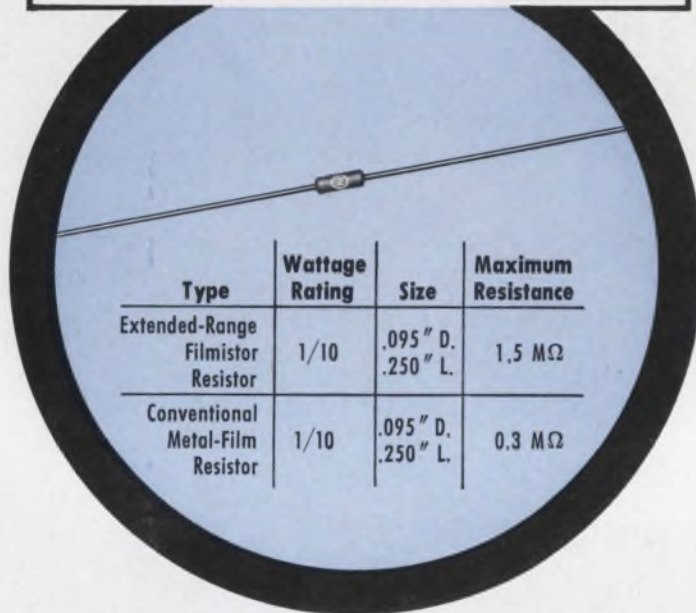 Type
Wattage
Rating
Size
Maximum
Resistance
Extended-Range
Filmistor
Resistor
1/10
.095" D.
.250" L.
1.5 MΩ
Conventional
Metal-Film
Resistor
1/10
.095" D.
.250" L.
0.3 MΩ